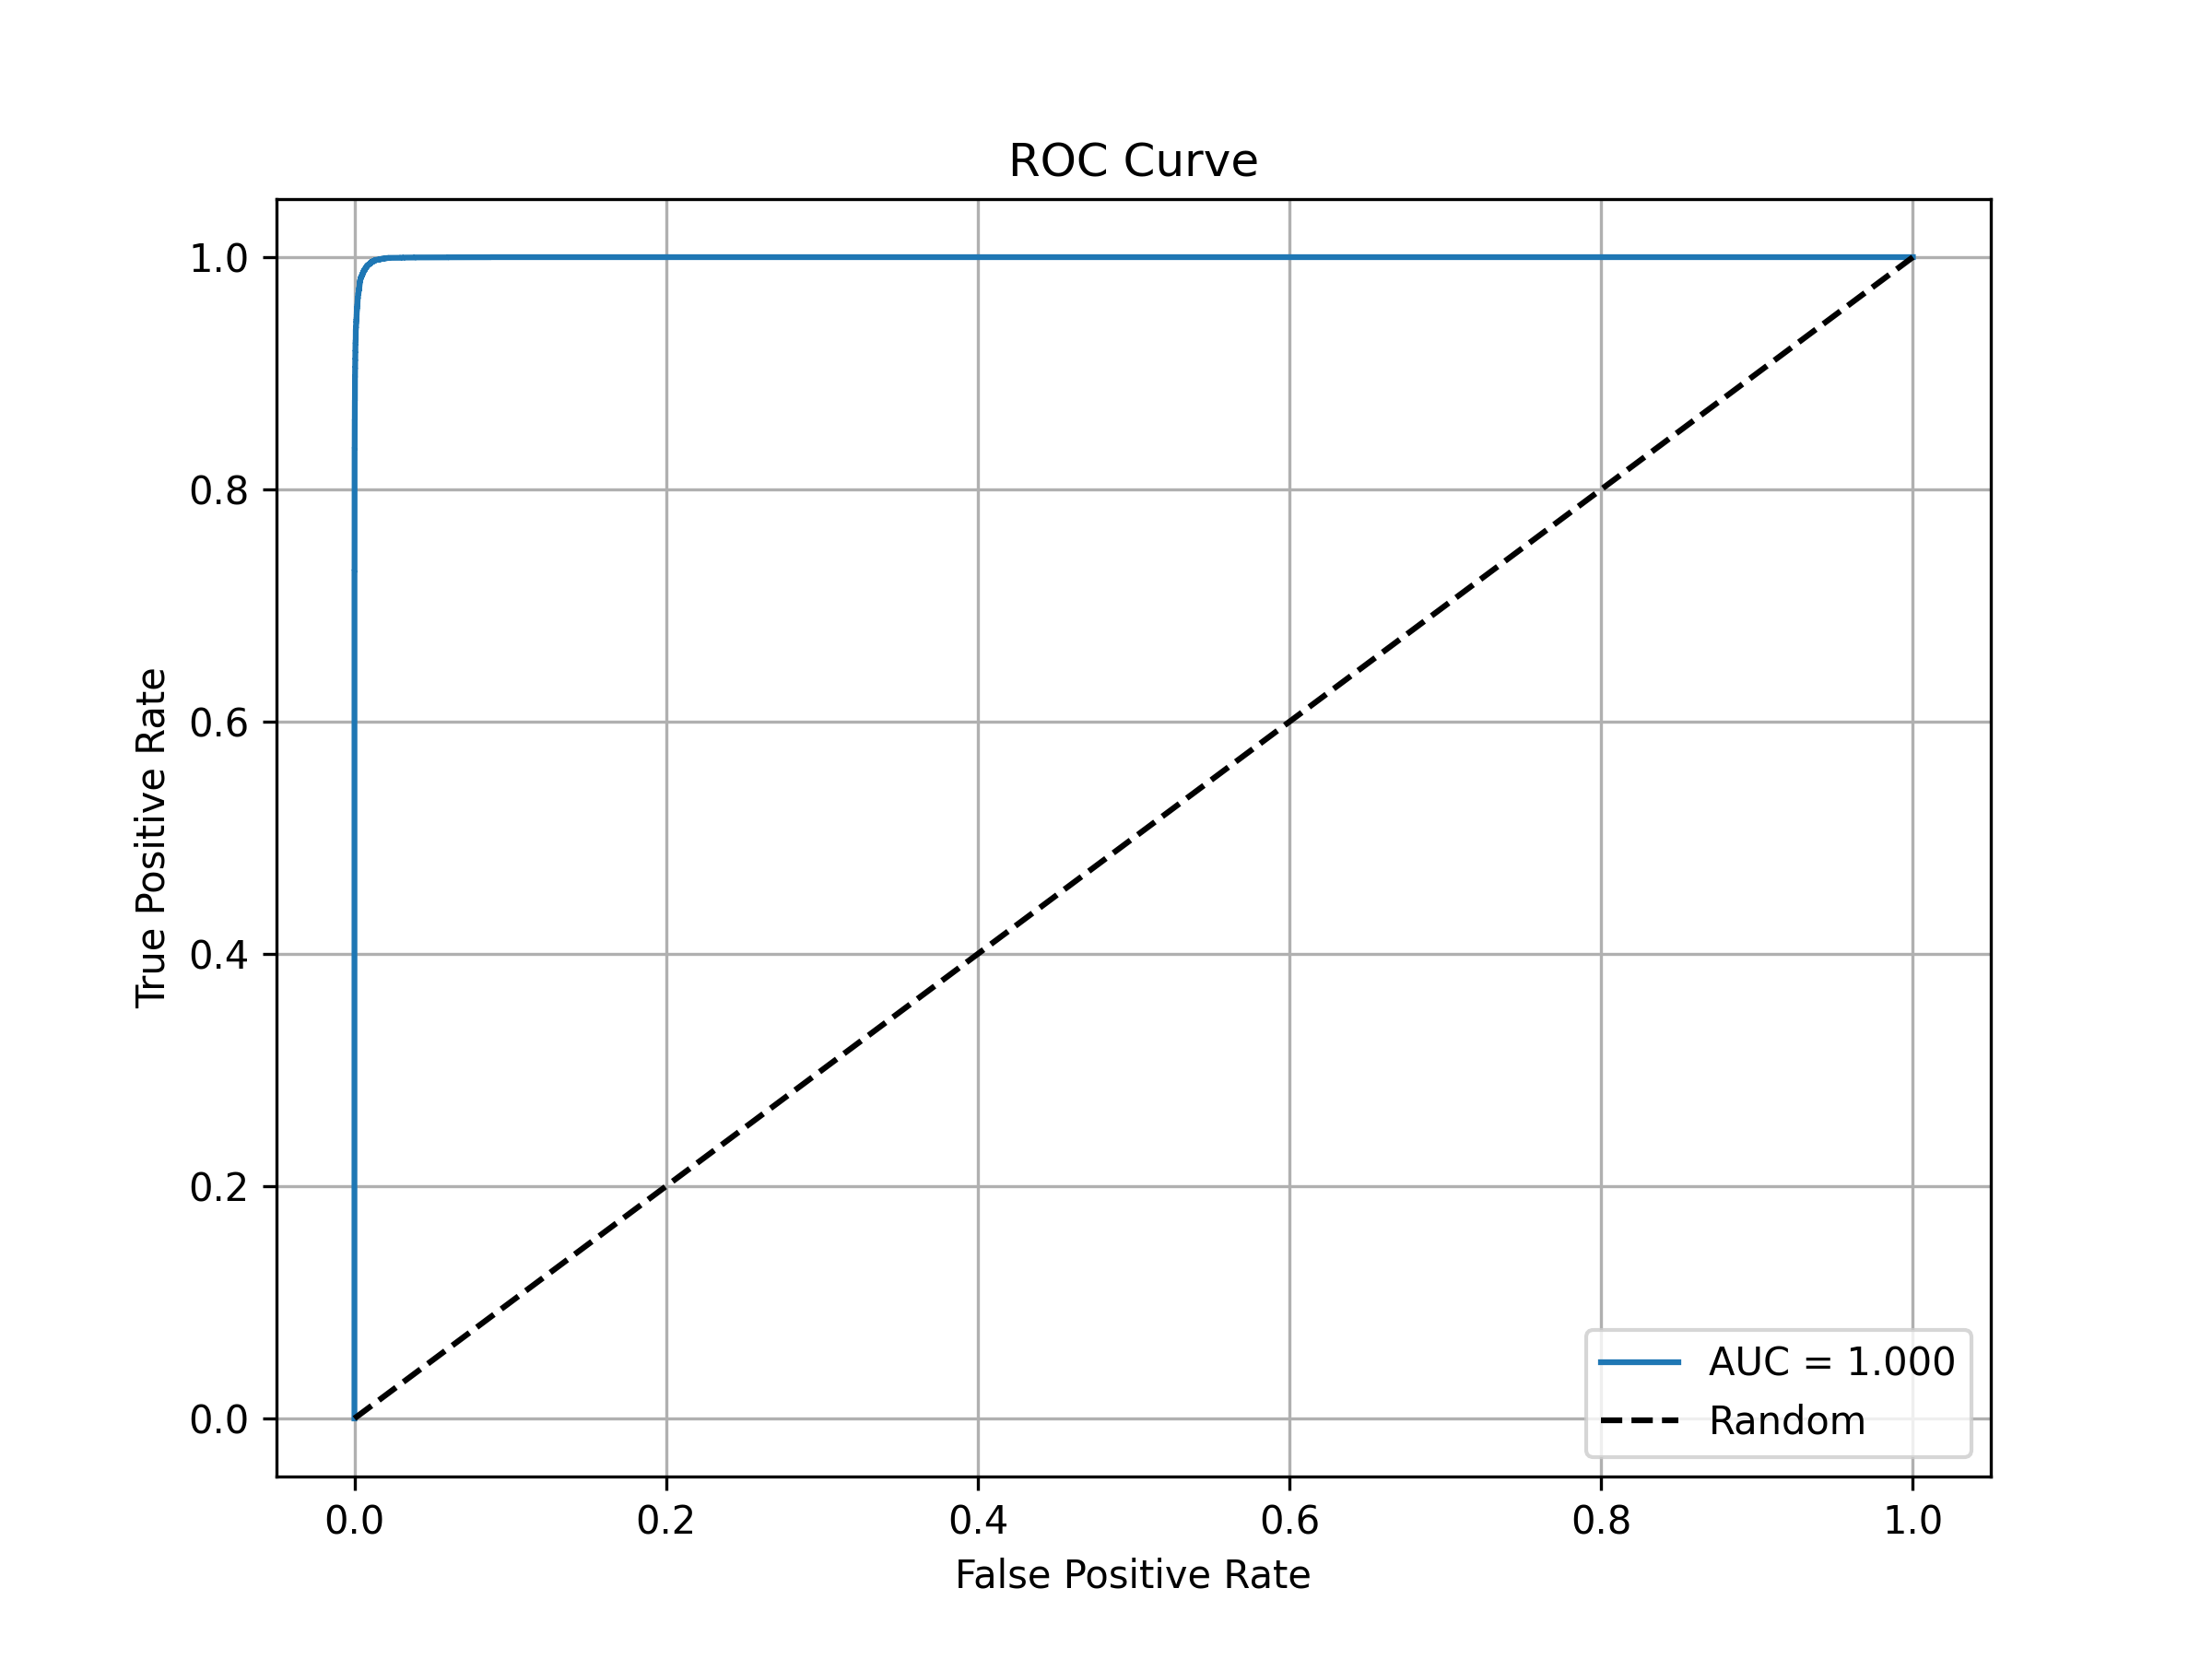 ROC Curve
1.0
0.8
0.6
0.4
0.2
0.0
True Positive Rate
0.0 0.2 0.4 0.6 0.8 1.0
False Positive Rate
AUC = 1.000
Random